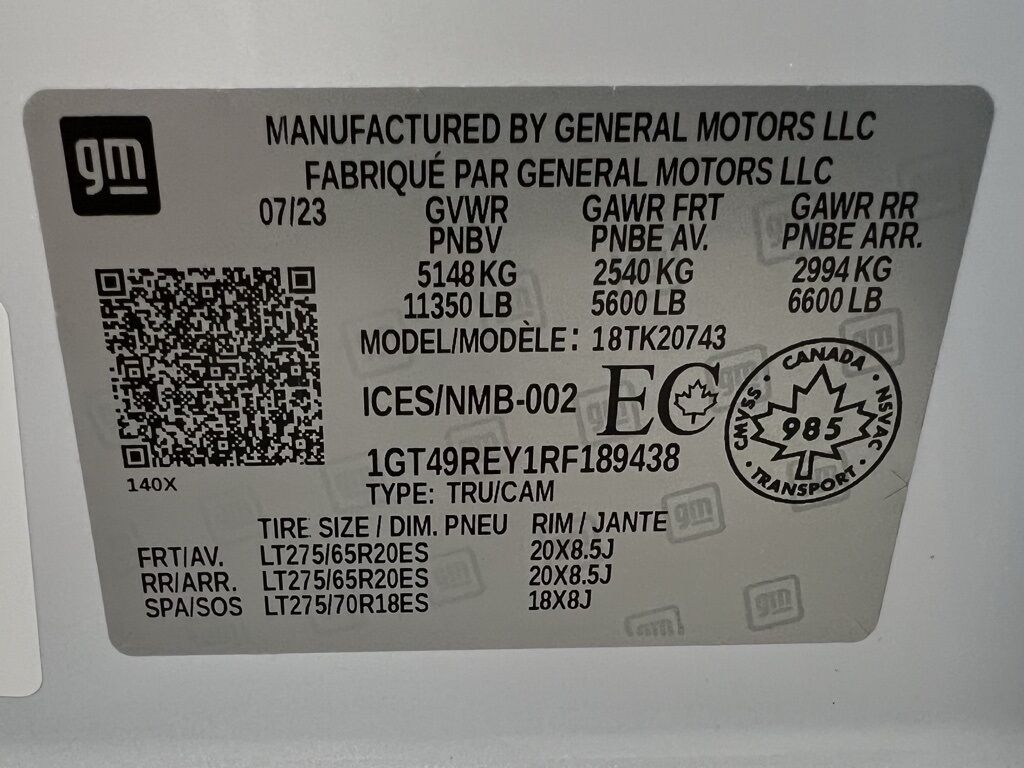 gm
MANUFACTURED BY GENERAL MOTORS LLC
FABRIQUÉ PAR GENERAL MOTORS LLC
07/23 GVWR GAWR FRT GAWR RR
PNBV PNBE AV. PNBE ARR.
5148 KG 2540 KG 2994 KG
11350 LB 5600 LB 6600 LB
MODEL/MODÈLE: 18TK20743
ICES/NMB-002 EC
CANADA
CMVSS · NSVAC
985
TRANSPORT
1GT49REY1RF189438
140X
TYPE: TRU/CAM
TIRE SIZE / DIM. PNEU RIM / JANTE
FRT/AV. LT275/65R20ES 20X8.5J
RR/ARR. LT275/65R20ES 20X8.5J
SPA/SOS LT275/70R18ES 18X8J
gm
gm
gm